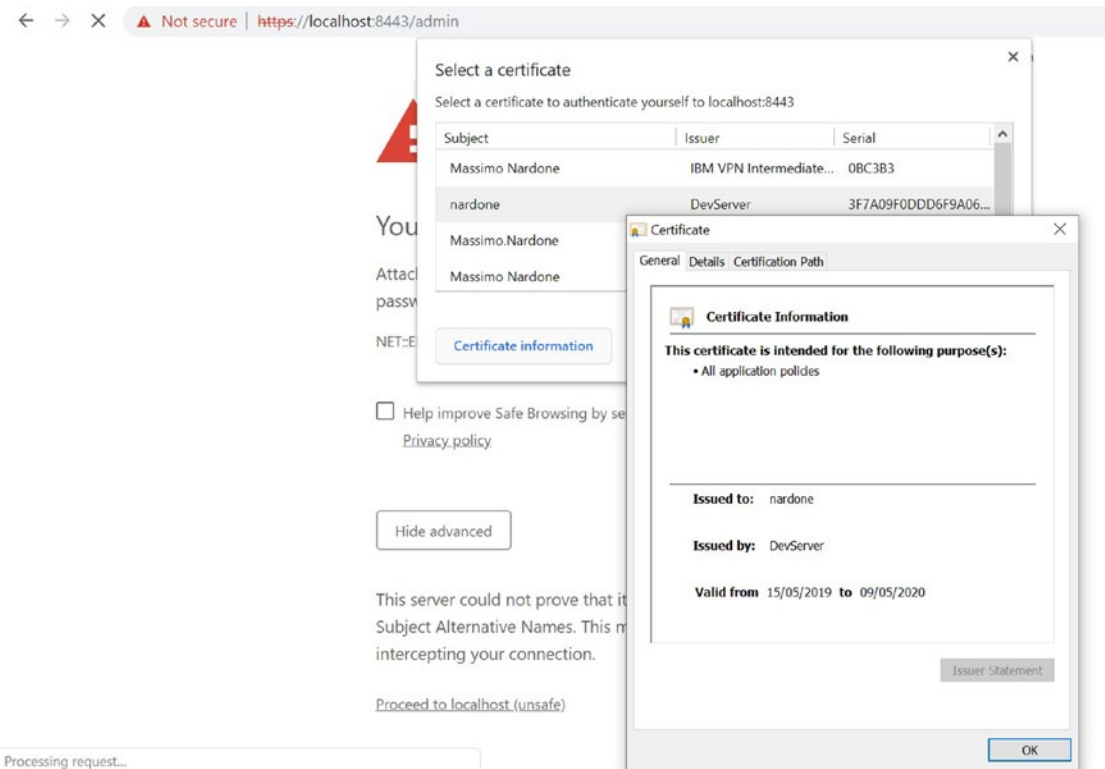 Not secure | https://localhost:8443/admin
Select a certificate
Select a certificate to authenticate yourself to localhost:8443
Subject Issuer Serial
Massimo Nardone IBM VPN Intermediate... 0BC3B3
nardone DevServer 3F7A09F0DDD6F9A06...
Massimo.Nardone
Massimo Nardone
Certificate information
You
Attac
passw
NET::E
Help improve Safe Browsing by se
Privacy policy
Hide advanced
This server could not prove that it
Subject Alternative Names. This m
intercepting your connection.
Proceed to localhost (unsafe)
Processing request...
Certificate
General Details Certification Path
Certificate Information
This certificate is intended for the following purpose(s):
• All application policies
Issued to: nardone
Issued by: DevServer
Valid from 15/05/2019 to 09/05/2020
Issuer Statement
OK